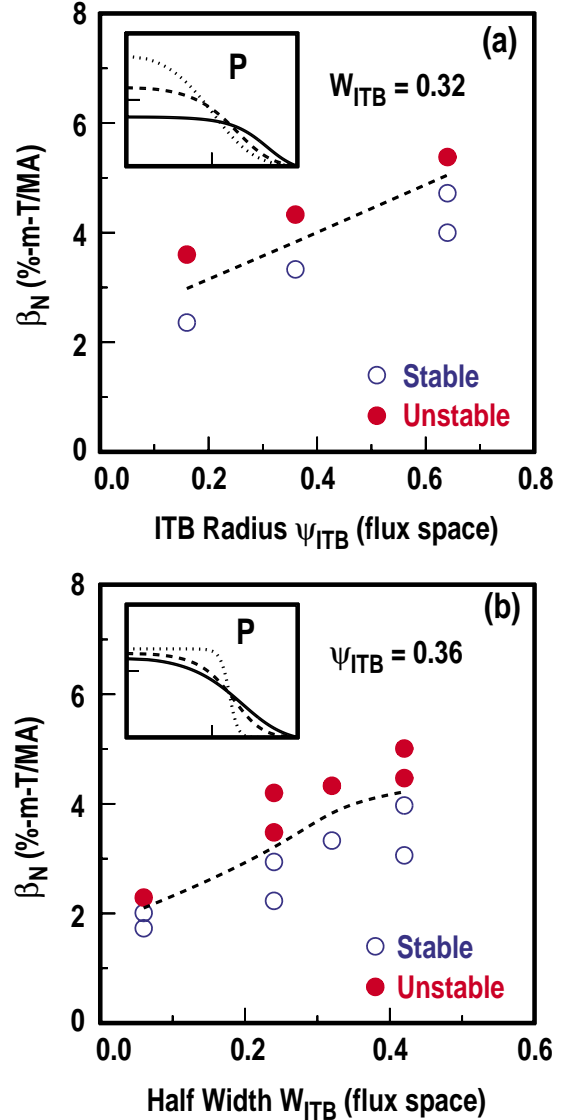 (a)
P
W_ITB = 0.32
8
6
4
2
0
β_N (%-m-T/MA)
Stable
Unstable
0.0 0.2 0.4 0.6 0.8
ITB Radius ψ_ITB (flux space)
(b)
P
ψ_ITB = 0.36
8
6
4
2
0
β_N (%-m-T/MA)
Stable
Unstable
0.0 0.2 0.4 0.6
Half Width W_ITB (flux space)